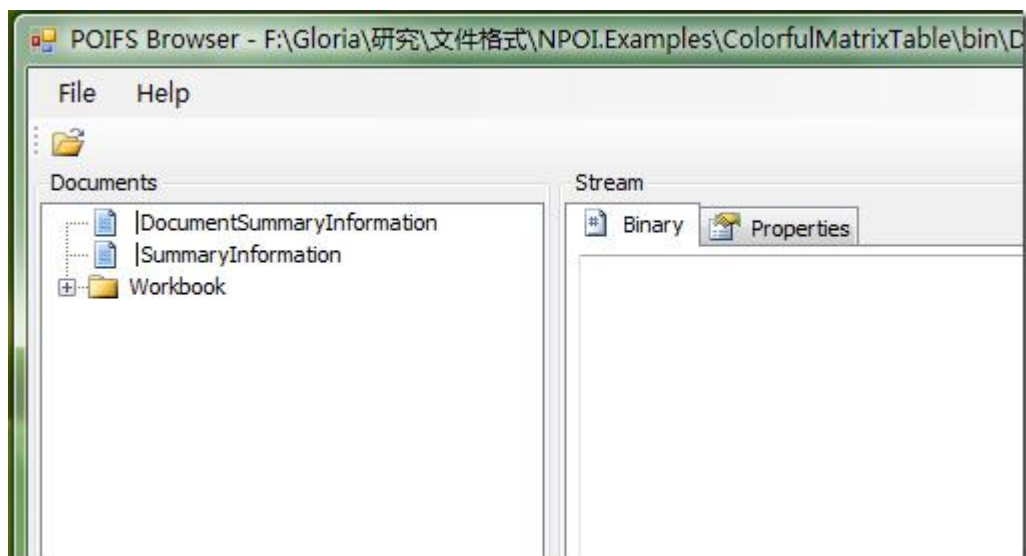 POIFS Browser - F:\Gloria\研究\文件格式\NPOI.Examples\ColorfulMatrixTable\bin\D
File Help
Documents
Stream
|DocumentSummaryInformation
|SummaryInformation
Workbook
Binary Properties